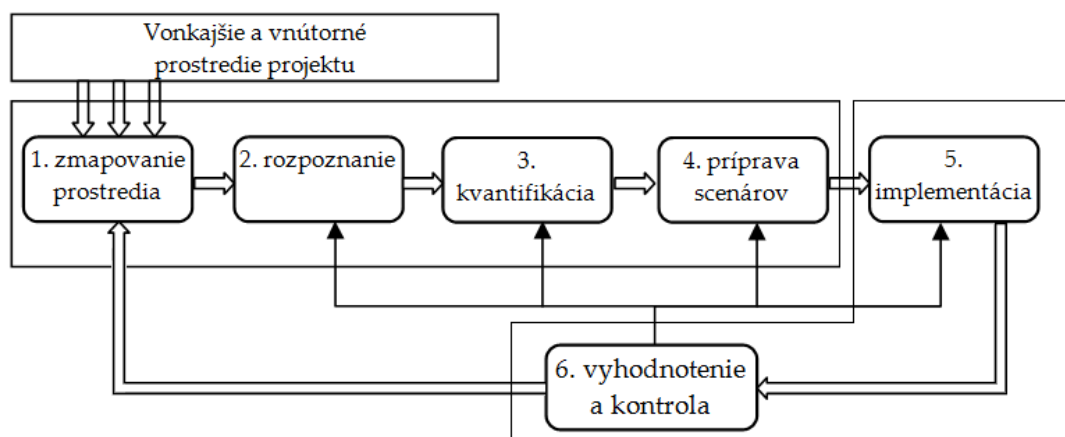 Vonkajšie a vnútorné
prostredie projektu
1. zmapovanie
prostredia
2. rozpoznanie
3.
kvantifikácia
4. príprava
scenárov
5.
implementácia
6. vyhodnotenie
a kontrola